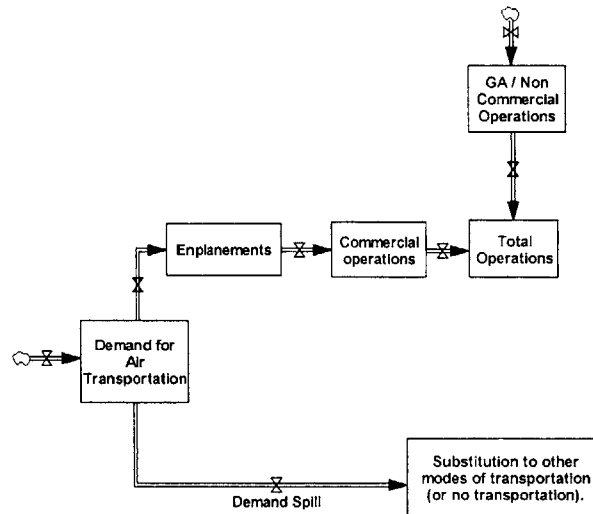 GA / Non
Commercial
Operations
Enplanements
Commercial
operations
Total
Operations
Demand for
Air
Transportation
Substitution to other
modes of transportation
(or no transportation).
Demand Spill